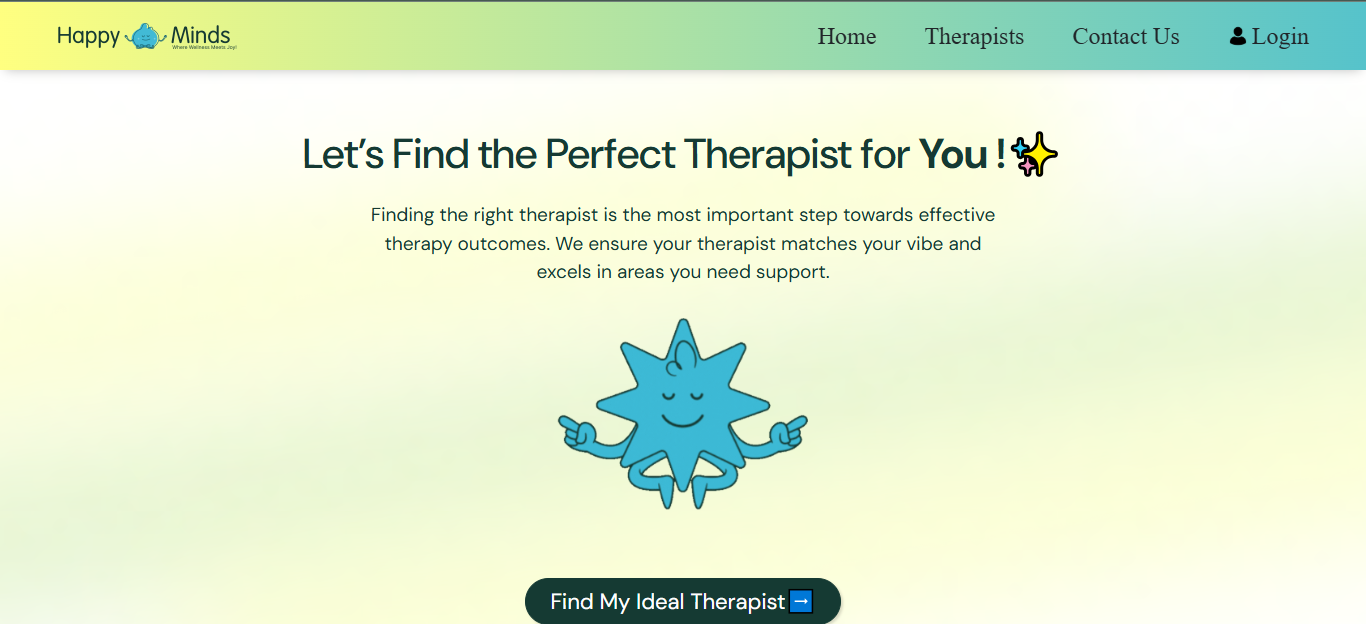 Happy Minds
Where Wellness Meets Joy!
Home
Therapists
Contact Us
Login
Let’s Find the Perfect Therapist for You !
Finding the right therapist is the most important step towards effective
therapy outcomes. We ensure your therapist matches your vibe and
excels in areas you need support.
Find My Ideal Therapist